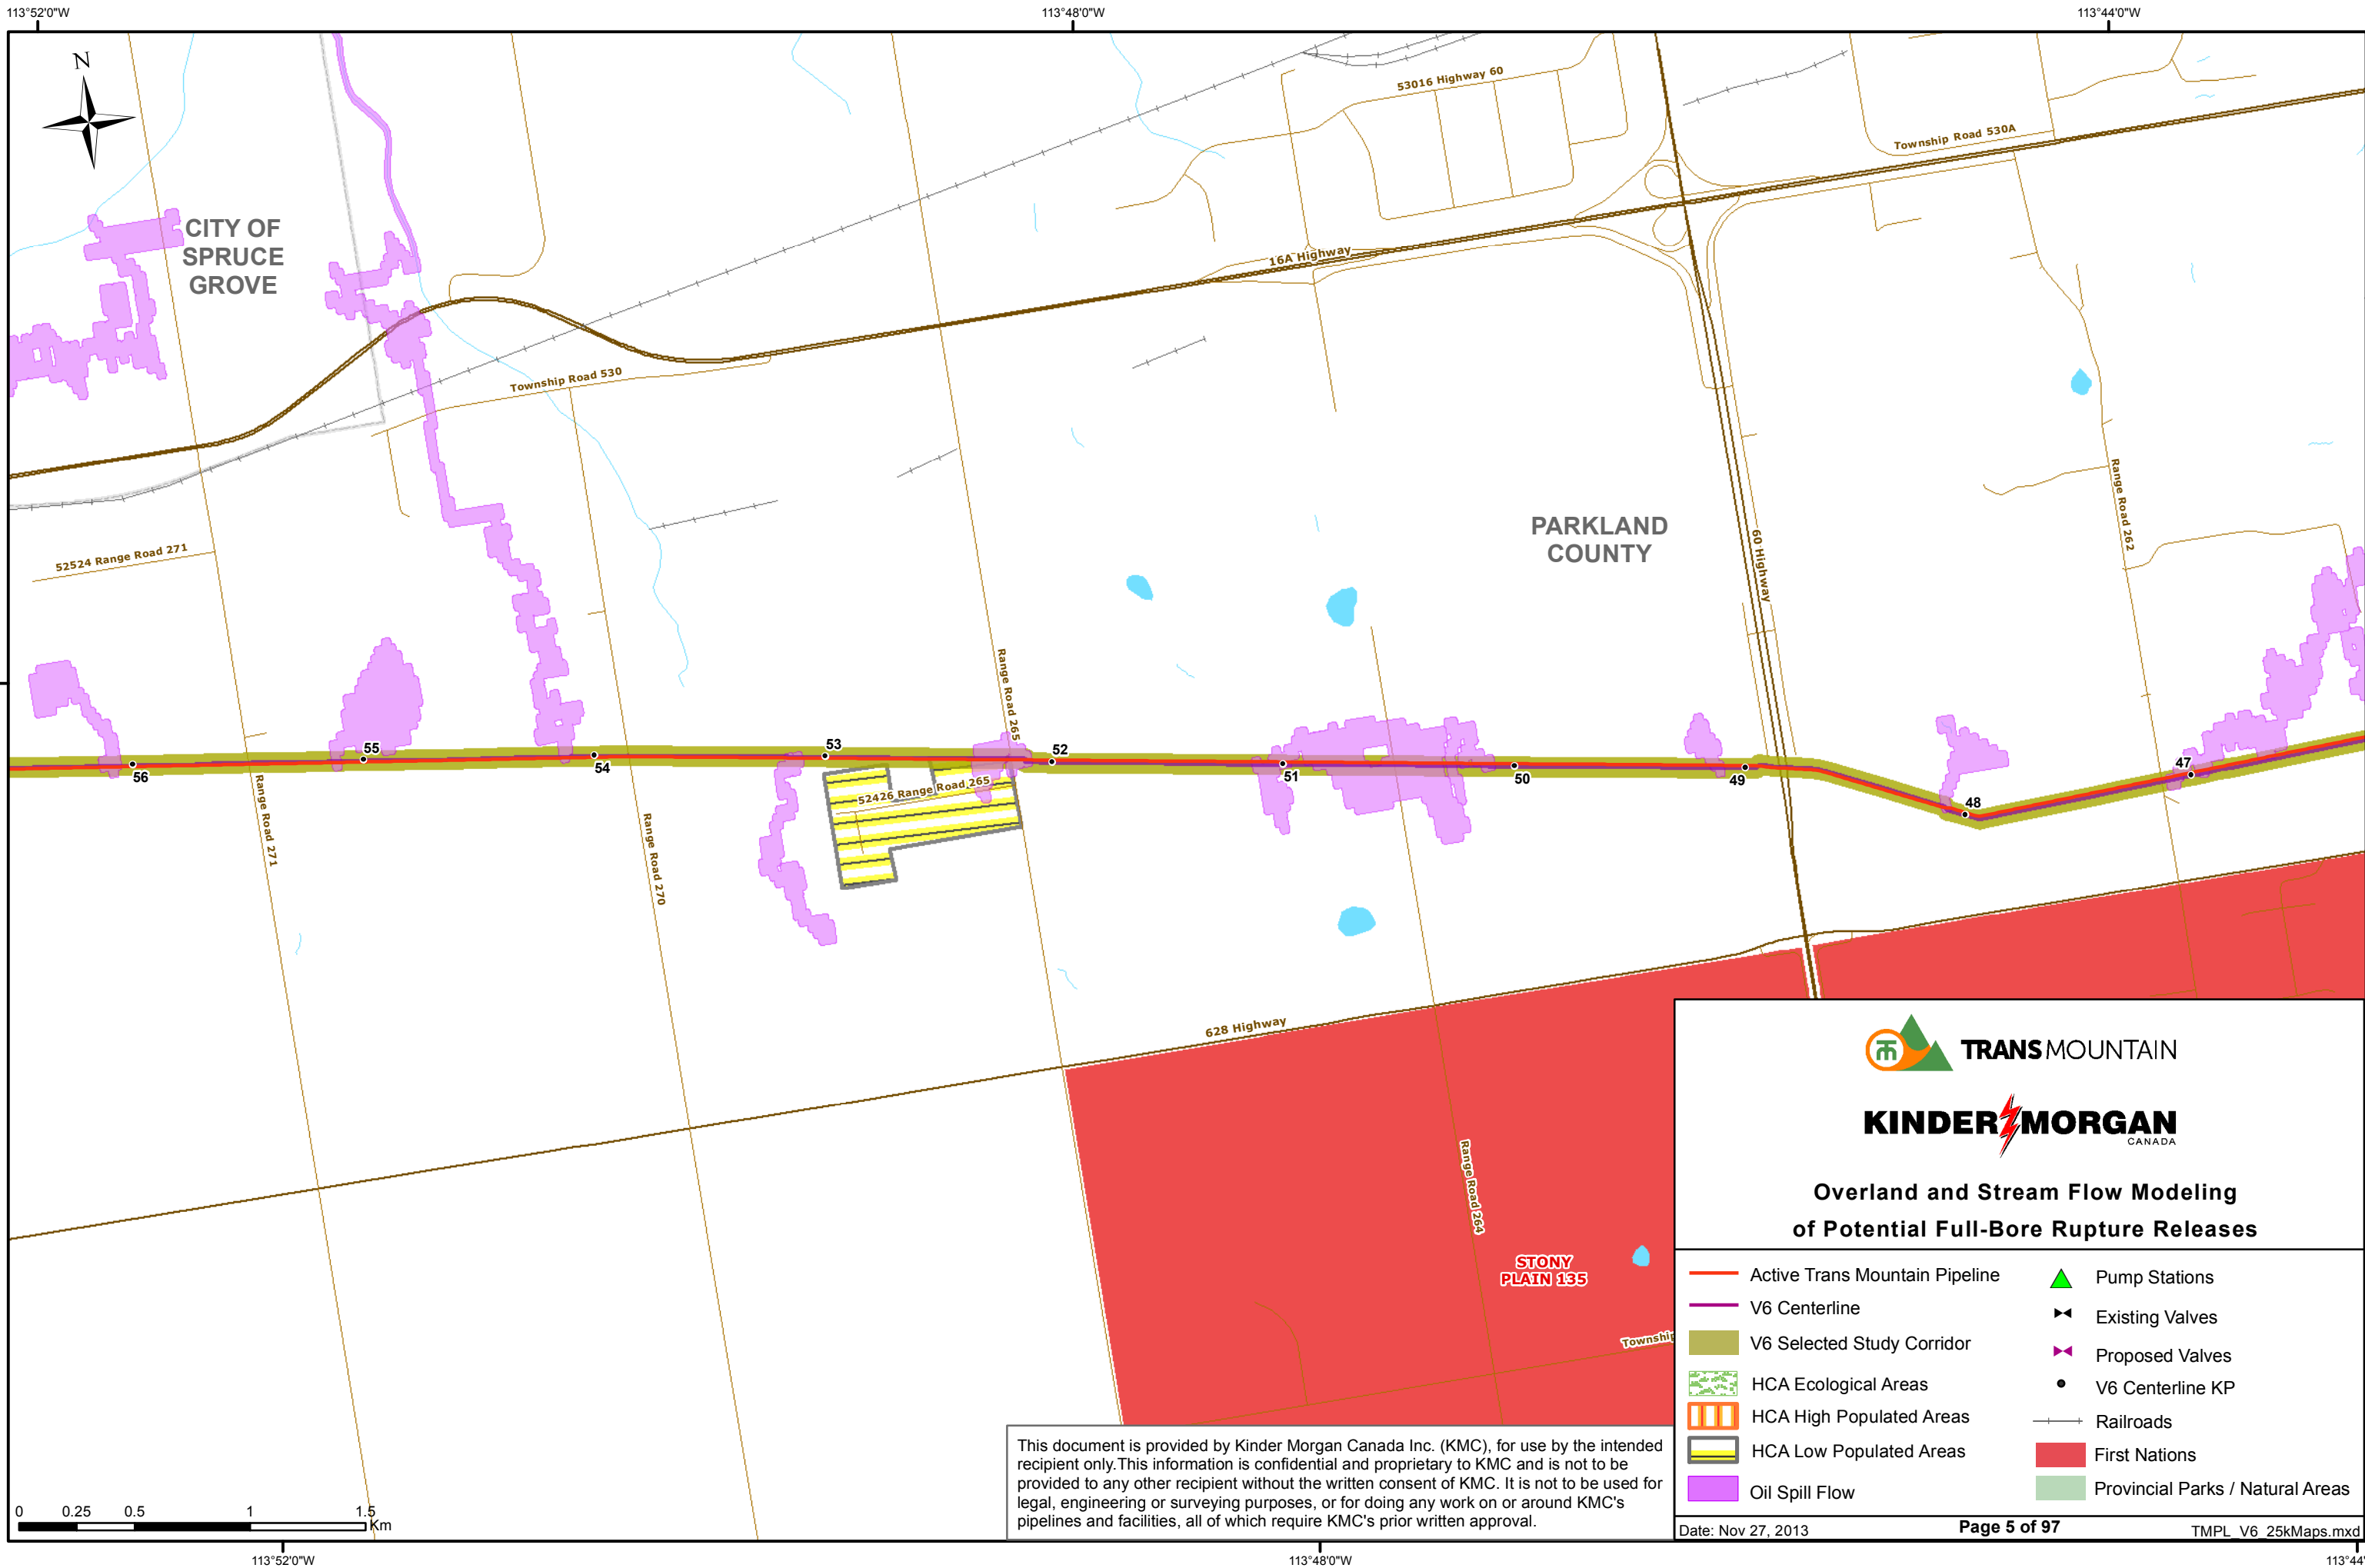 113°52'0"W
113°48'0"W
113°44'0"W
N
53016 Highway 60
Township Road 530A
CITY OF
SPRUCE
GROVE
16A Highway
Township Road 530
Range Road 262
PARKLAND
COUNTY
52524 Range Road 271
60 Highway
Range Road 265
56
55
54
53
52
51
50
49
48
47
52426 Range Road 265
Range Road 271
Range Road 270
628 Highway
Range Road 264
STONY
PLAIN 135
Township
TRANSMOUNTAIN
KINDER MORGAN
CANADA
Overland and Stream Flow Modeling
of Potential Full-Bore Rupture Releases
Active Trans Mountain Pipeline
V6 Centerline
V6 Selected Study Corridor
HCA Ecological Areas
HCA High Populated Areas
HCA Low Populated Areas
Oil Spill Flow
Pump Stations
Existing Valves
Proposed Valves
V6 Centerline KP
Railroads
First Nations
Provincial Parks / Natural Areas
This document is provided by Kinder Morgan Canada Inc. (KMC), for use by the intended
recipient only.This information is confidential and proprietary to KMC and is not to be
provided to any other recipient without the written consent of KMC. It is not to be used for
legal, engineering or surveying purposes, or for doing any work on or around KMC's
pipelines and facilities, all of which require KMC's prior written approval.
Date: Nov 27, 2013
Page 5 of 97
TMPL_V6_25kMaps.mxd
0 0.25 0.5 1 1.5
Km
113°52'0"W
113°48'0"W
113°44'